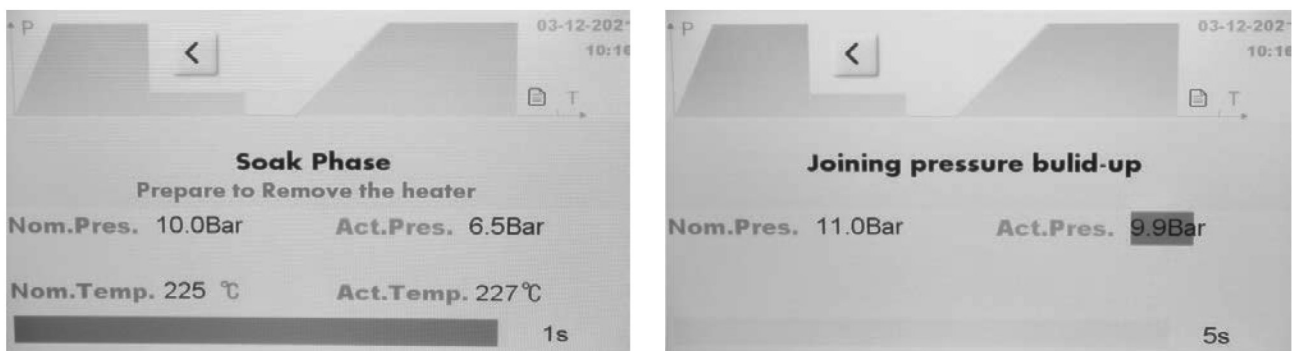 P
03-12-202
10:16
T
Soak Phase
Prepare to Remove the heater
Nom.Pres. 10.0Bar Act.Pres. 6.5Bar
Nom.Temp. 225 ℃ Act.Temp. 227℃
1s
P
03-12-202
10:16
T
Joining pressure bulid-up
Nom.Pres. 11.0Bar Act.Pres. 9.9Bar
5s